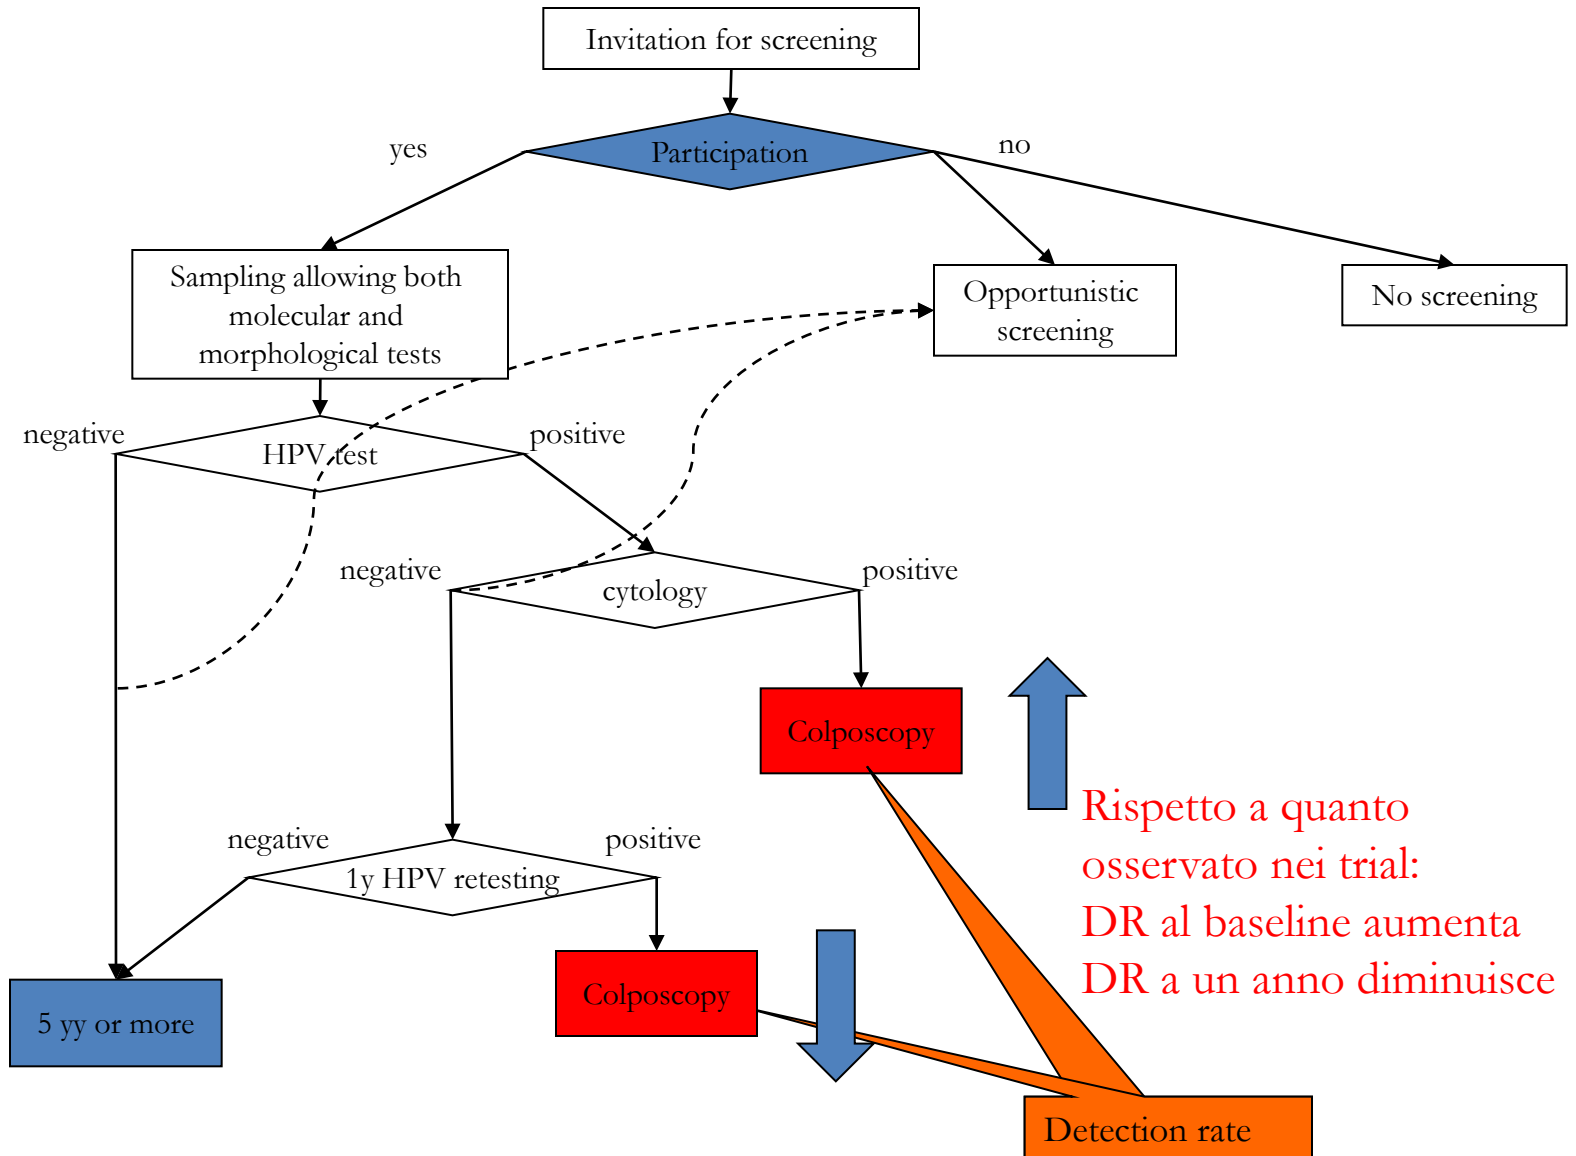 Invitation for screening
Participation
yes
no
Sampling allowing both
molecular and
morphological tests
Opportunistic
screening
No screening
negative
positive
HPV test
negative
positive
cytology
Colposcopy
Rispetto a quanto
osservato nei trial:
DR al baseline aumenta
DR a un anno diminuisce
negative
positive
1y HPV retesting
Colposcopy
5 yy or more
Detection rate